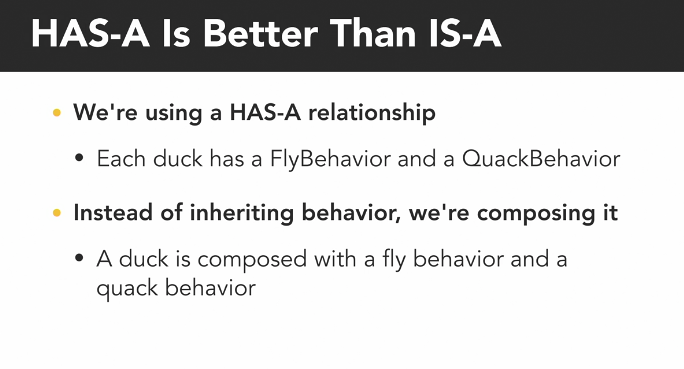 HAS-A Is Better Than IS-A
We're using a HAS-A relationship
Each duck has a FlyBehavior and a QuackBehavior
Instead of inheriting behavior, we're composing it
A duck is composed with a fly behavior and a
quack behavior